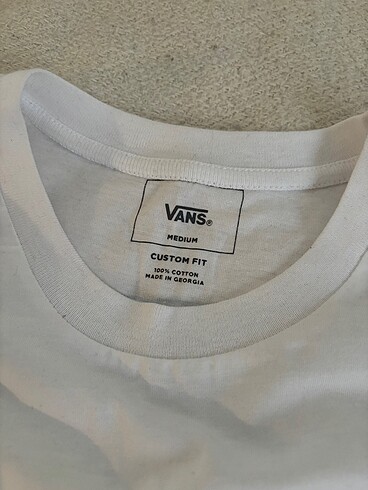 VANS®
MEDIUM
CUSTOM FIT
100% COTTON
MADE IN GEORGIA